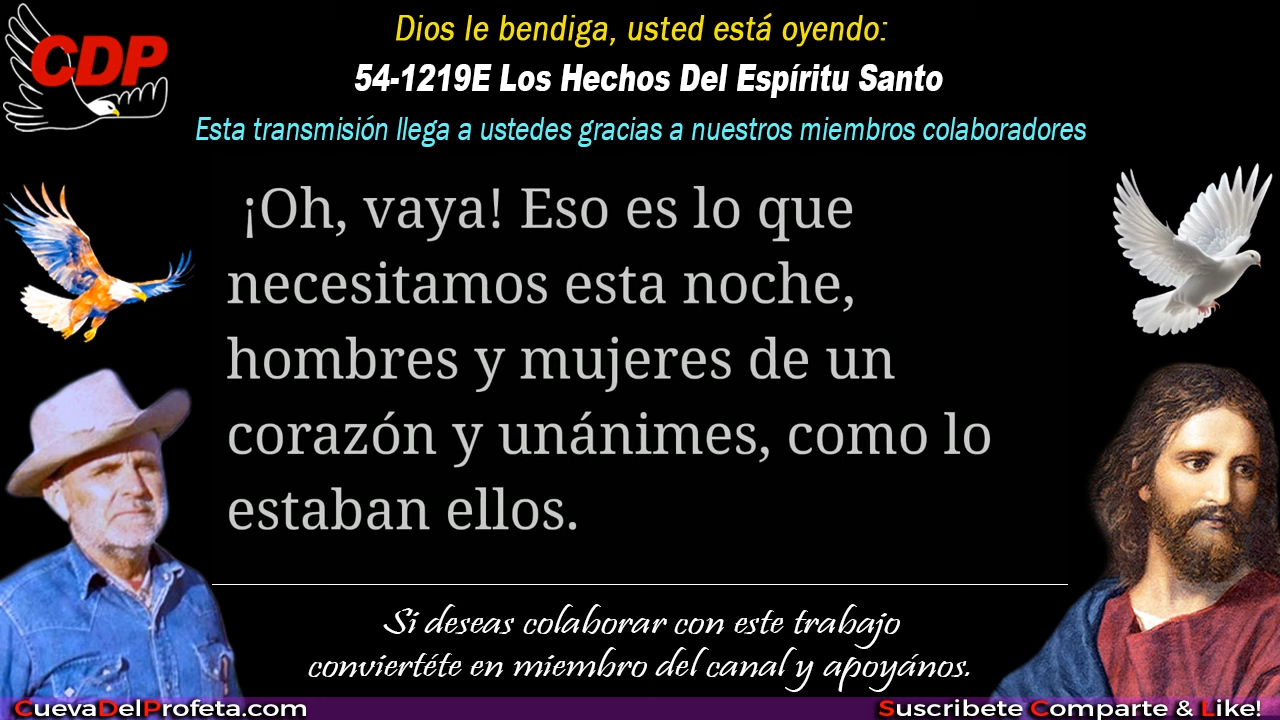 CDP
Dios le bendiga, usted está oyendo:
54-1219E Los Hechos Del Espíritu Santo
Esta transmisión llega a ustedes gracias a nuestros miembros colaboradores
¡Oh, vaya! Eso es lo que
necesitamos esta noche,
hombres y mujeres de un
corazón y unánimes, como lo
estaban ellos.
Si deseas colaborar con este trabajo
conviertéte en miembro del canal y apoyános.
CuevaDelProfeta.com
Suscribete Comparte & Like!